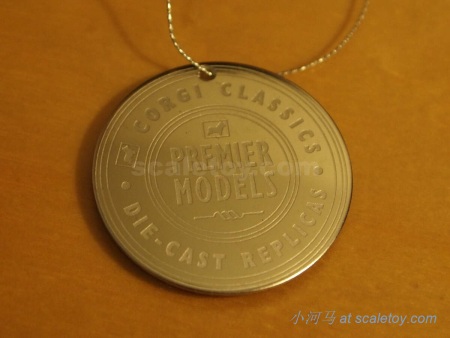 CORGI CLASSICS
PREMIER
MODELS
• DIE-CAST REPLICAS •
scaletoy.com
小河马 at scaletoy.com